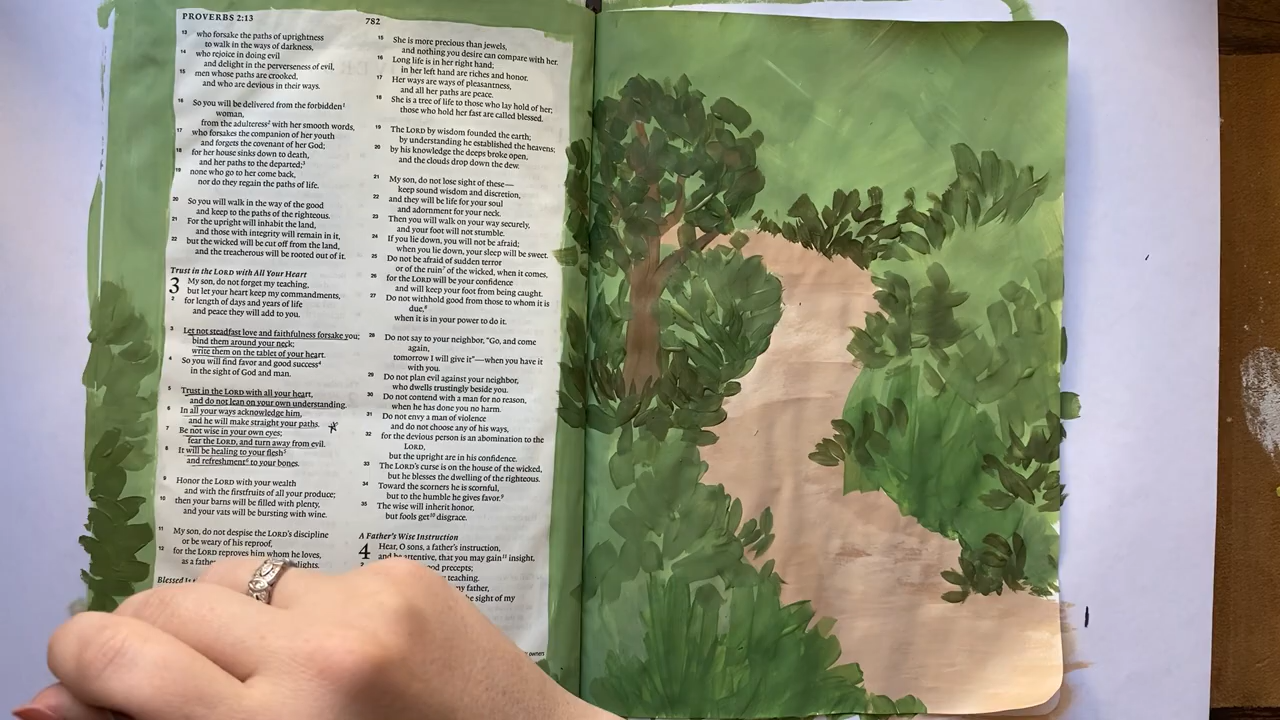 PROVERBS 2:13
782
13 who forsake the paths of uprightness
to walk in the ways of darkness,
14 who rejoice in doing evil
and delight in the perverseness of evil,
15 men whose paths are crooked,
and who are devious in their ways.
16 So you will be delivered from the forbidden1
woman,
from the adulteress2 with her smooth words,
17 who forsakes the companion of her youth
and forgets the covenant of her God;
18 for her house sinks down to death,
and her paths to the departed;3
19 none who go to her come back,
nor do they regain the paths of life.
20 So you will walk in the way of the good
and keep to the paths of the righteous.
21 For the upright will inhabit the land,
and those with integrity will remain in it,
22 but the wicked will be cut off from the land,
and the treacherous will be rooted out of it.
Trust in the LORD with All Your Heart
3 My son, do not forget my teaching,
but let your heart keep my commandments,
2 for length of days and years of life
and peace they will add to you.
3 Let not steadfast love and faithfulness forsake you;
bind them around your neck;
write them on the tablet of your heart.
4 So you will find favor and good success4
in the sight of God and man.
5 Trust in the LORD with all your heart,
and do not lean on your own understanding.
6 In all your ways acknowledge him,
and he will make straight your paths.
7 Be not wise in your own eyes;
fear the LORD, and turn away from evil.
8 It will be healing to your flesh5
and refreshment6 to your bones.
9 Honor the LORD with your wealth
and with the firstfruits of all your produce;
10 then your barns will be filled with plenty,
and your vats will be bursting with wine.
11 My son, do not despise the LORD's discipline
or be weary of his reproof,
12 for the LORD reproves him whom he loves,
as a
Blessed
15 She is more precious than jewels,
and nothing you desire can compare with her.
16 Long life is in her right hand;
in her left hand are riches and honor.
17 Her ways are ways of pleasantness,
and all her paths are peace.
18 She is a tree of life to those who lay hold of her;
those who hold her fast are called blessed.
19 The LORD by wisdom founded the earth;
by understanding he established the heavens;
20 by his knowledge the deeps broke open,
and the clouds drop down the dew.
21 My son, do not lose sight of these—
keep sound wisdom and discretion,
22 and they will be life for your soul
and adornment for your neck.
23 Then you will walk on your way securely,
and your foot will not stumble.
24 If you lie down, you will not be afraid;
when you lie down, your sleep will be sweet.
25 Do not be afraid of sudden terror
or of the ruin7 of the wicked, when it comes,
26 for the LORD will be your confidence
and will keep your foot from being caught.
27 Do not withhold good from those to whom it is
due,8
when it is in your power to do it.
28 Do not say to your neighbor, "Go, and come
again,
tomorrow I will give it"—when you have it
with you.
29 Do not plan evil against your neighbor,
who dwells trustingly beside you.
30 Do not contend with a man for no reason,
when he has done you no harm.
31 Do not envy a man of violence
and do not choose any of his ways,
32 for the devious person is an abomination to the
LORD,
but the upright are in his confidence.
33 The LORD's curse is on the house of the wicked,
but he blesses the dwelling of the righteous.
34 Toward the scorners he is scornful,
but to the humble he gives favor.9
35 The wise will inherit honor,
but fools get10 disgrace.
A Father's Wise Instruction
4 Hear, O sons, a father's instruction,
and be attentive, that you may gain11 insight,
precepts;
teaching.
my father,
sight of my